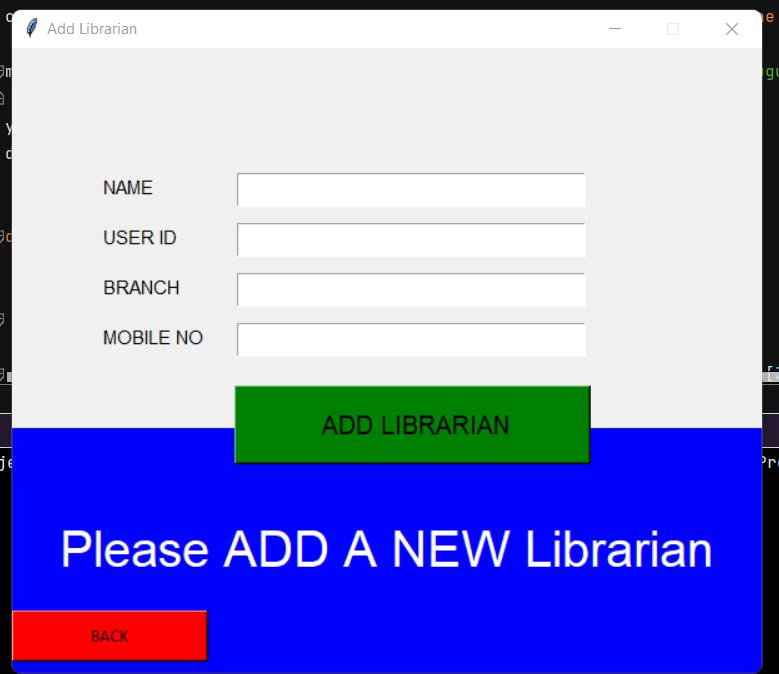 Add Librarian
NAME
USER ID
BRANCH
MOBILE NO
ADD LIBRARIAN
Please ADD A NEW Librarian
BACK